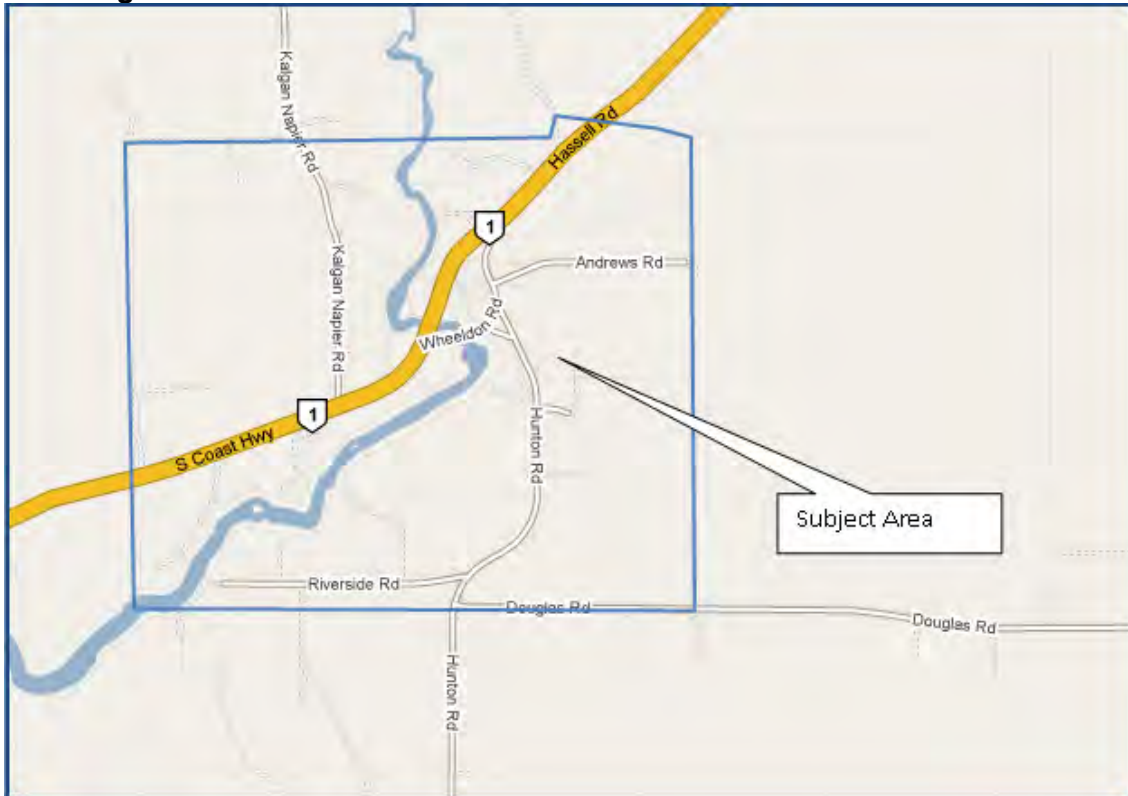 Kalgan Napier Rd
Hassell Rd
1
Andrews Rd
Kalgan Napier Rd
Wheeldon Rd
1
S Coast Hwy
Hunton Rd
Subject Area
Riverside Rd
Douglas Rd
Douglas Rd
Hunton Rd